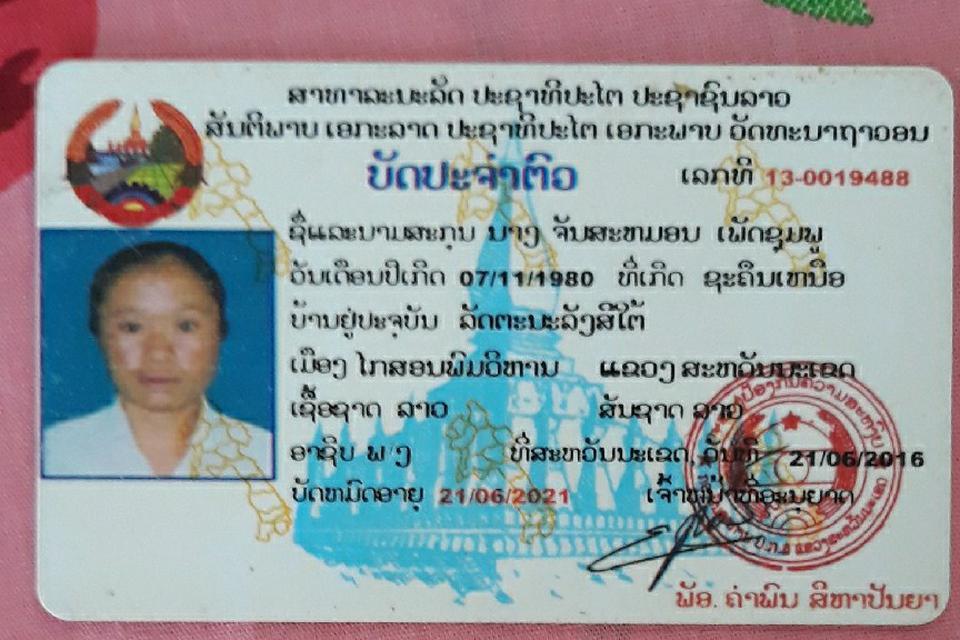 ສາທາລະນະລັດ ປະຊາທິປະໄຕ ປະຊາຊົນລາວ
ສັນຕິພາບ ເອກະລາດ ປະຊາທິປະໄຕ ເອກະພາບ ວັດທະນາຖາວອນ
ບັດປະຈຳຕົວ ເລກທີ 13-0019488
ຊື່ແລະນາມສະກຸນ ນາງ ຈັນສະຫມອນ ເພັດຊຸມພູ
ວັນເດືອນປີເກີດ 07/11/1980 ທີ່ເກີດ ຊະຄືນເຫນືອ
ບ້ານຢູ່ປະຈຸບັນ ລັດຕະນະລັງສີໃຕ້
ເມືອງ ໄກສອນພົມວິຫານ ແຂວງ ສະຫວັນນະເຂດ
ເຊື້ອຊາດ ລາວ ສັນຊາດ ລາວ
ອາຊິບ ພ/ງ ທີ່ສະຫວັນນະເຂດ, ວັນທີ 21/06/2016
ບັດຫມົດອາຍຸ 21/06/2021 ເຈົ້າຫນ້າທີ່ອະນຸຍາດ
ພັອ. ຄຳພົນ ສີຫາປັນຍາ